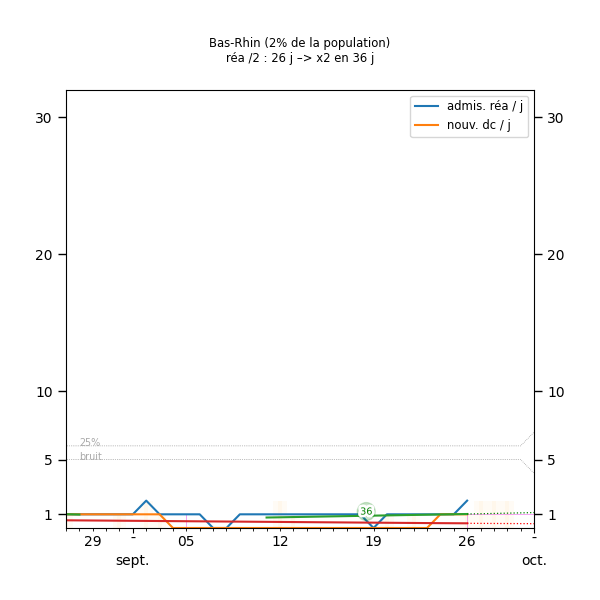 Bas-Rhin (2% de la population)
réa /2 : 26 j –> x2 en 36 j
admis. réa / j
nouv. dc / j
30 30
20 20
10 10
25%
bruit
5 5
36
1 1
29 - 05 12 19 26 -
sept. oct.